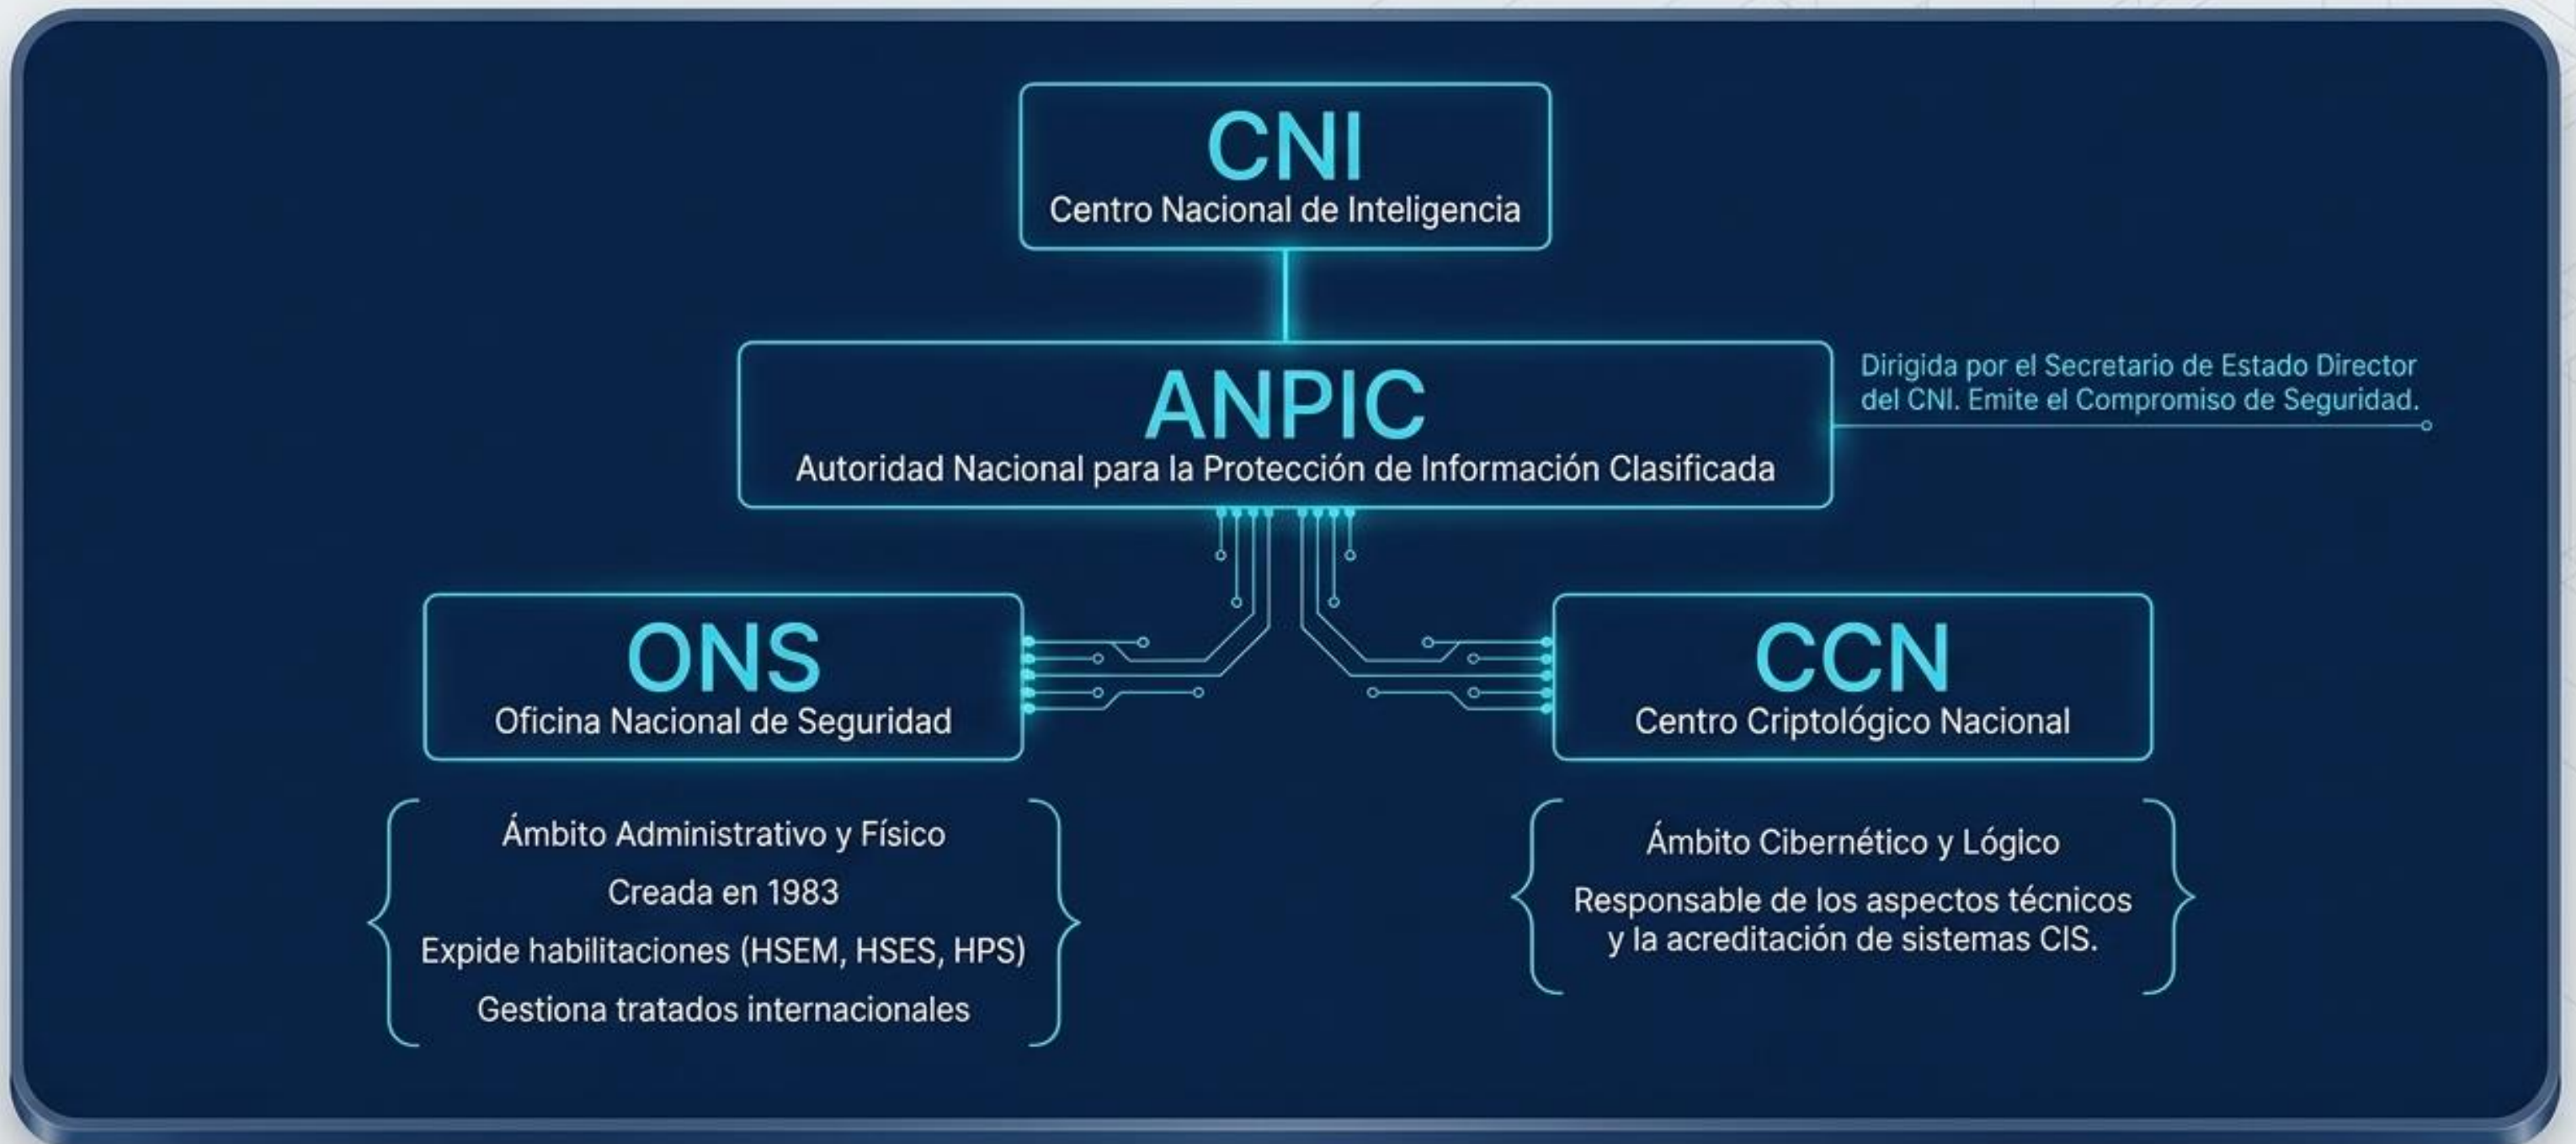 CNI
Centro Nacional de Inteligencia
ANPIC
Autoridad Nacional para la Protección de Información Clasificada
Dirigida por el Secretario de Estado Director
del CNI. Emite el Compromiso de Seguridad.
ONS
Oficina Nacional de Seguridad
Ámbito Administrativo y Físico
Creada en 1983
Expide habilitaciones (HSEM, HSES, HPS)
Gestiona tratados internacionales
CCN
Centro Criptológico Nacional
Ámbito Cibernético y Lógico
Responsable de los aspectos técnicos
y la acreditación de sistemas CIS.